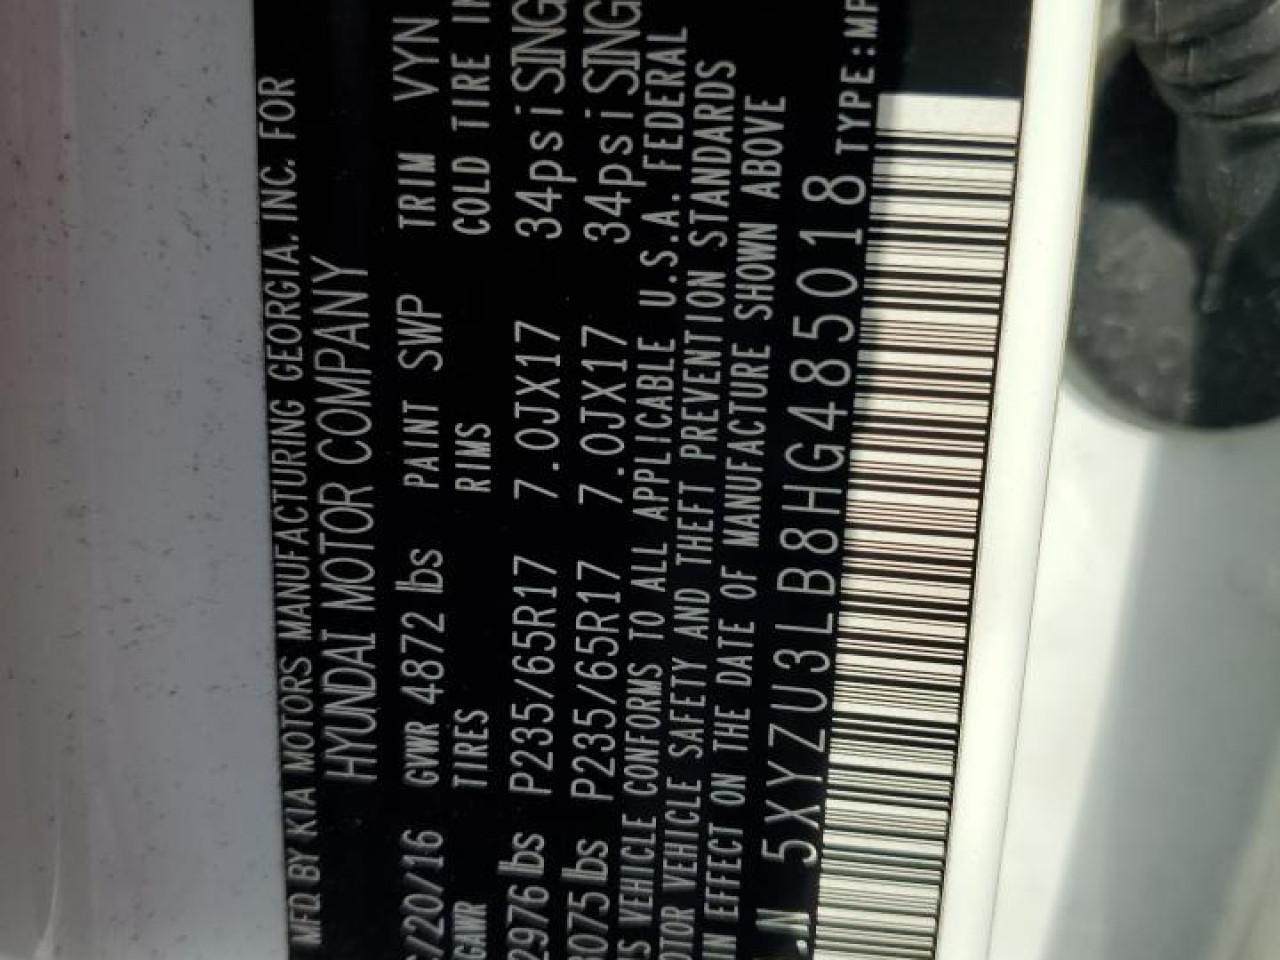 MFD BY KIA MOTORS MANUFACTURING GEORGIA, INC. FOR
HYUNDAI MOTOR COMPANY
/20/16 GVWR 4872 lbs PAINT SWP TRIM VYN
GAWR TIRES RIMS COLD TIRE
2976 lbs P235/65R17 7.0JX17 34psi SING
3075 lbs P235/65R17 7.0JX17 34psi SING
VEHICLE CONFORMS TO ALL APPLICABLE U.S.A. FEDERAL
VEHICLE SAFETY AND THEFT PREVENTION STANDARDS
IN EFFECT ON THE DATE OF MANUFACTURE SHOWN ABOVE
5XYZU3LB8HG485018 TYPE: